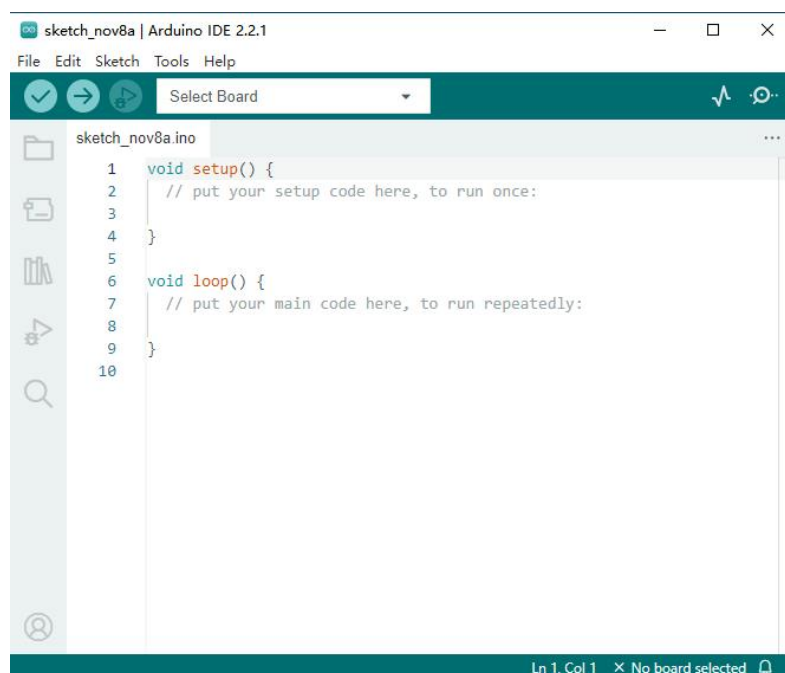 sketch_nov8a | Arduino IDE 2.2.1
File Edit Sketch Tools Help
Select Board
sketch_nov8a.ino
1 void setup() {
2 // put your setup code here, to run once:
3
4 }
5
6 void loop() {
7 // put your main code here, to run repeatedly:
8
9 }
10
Ln 1, Col 1 × No board selected